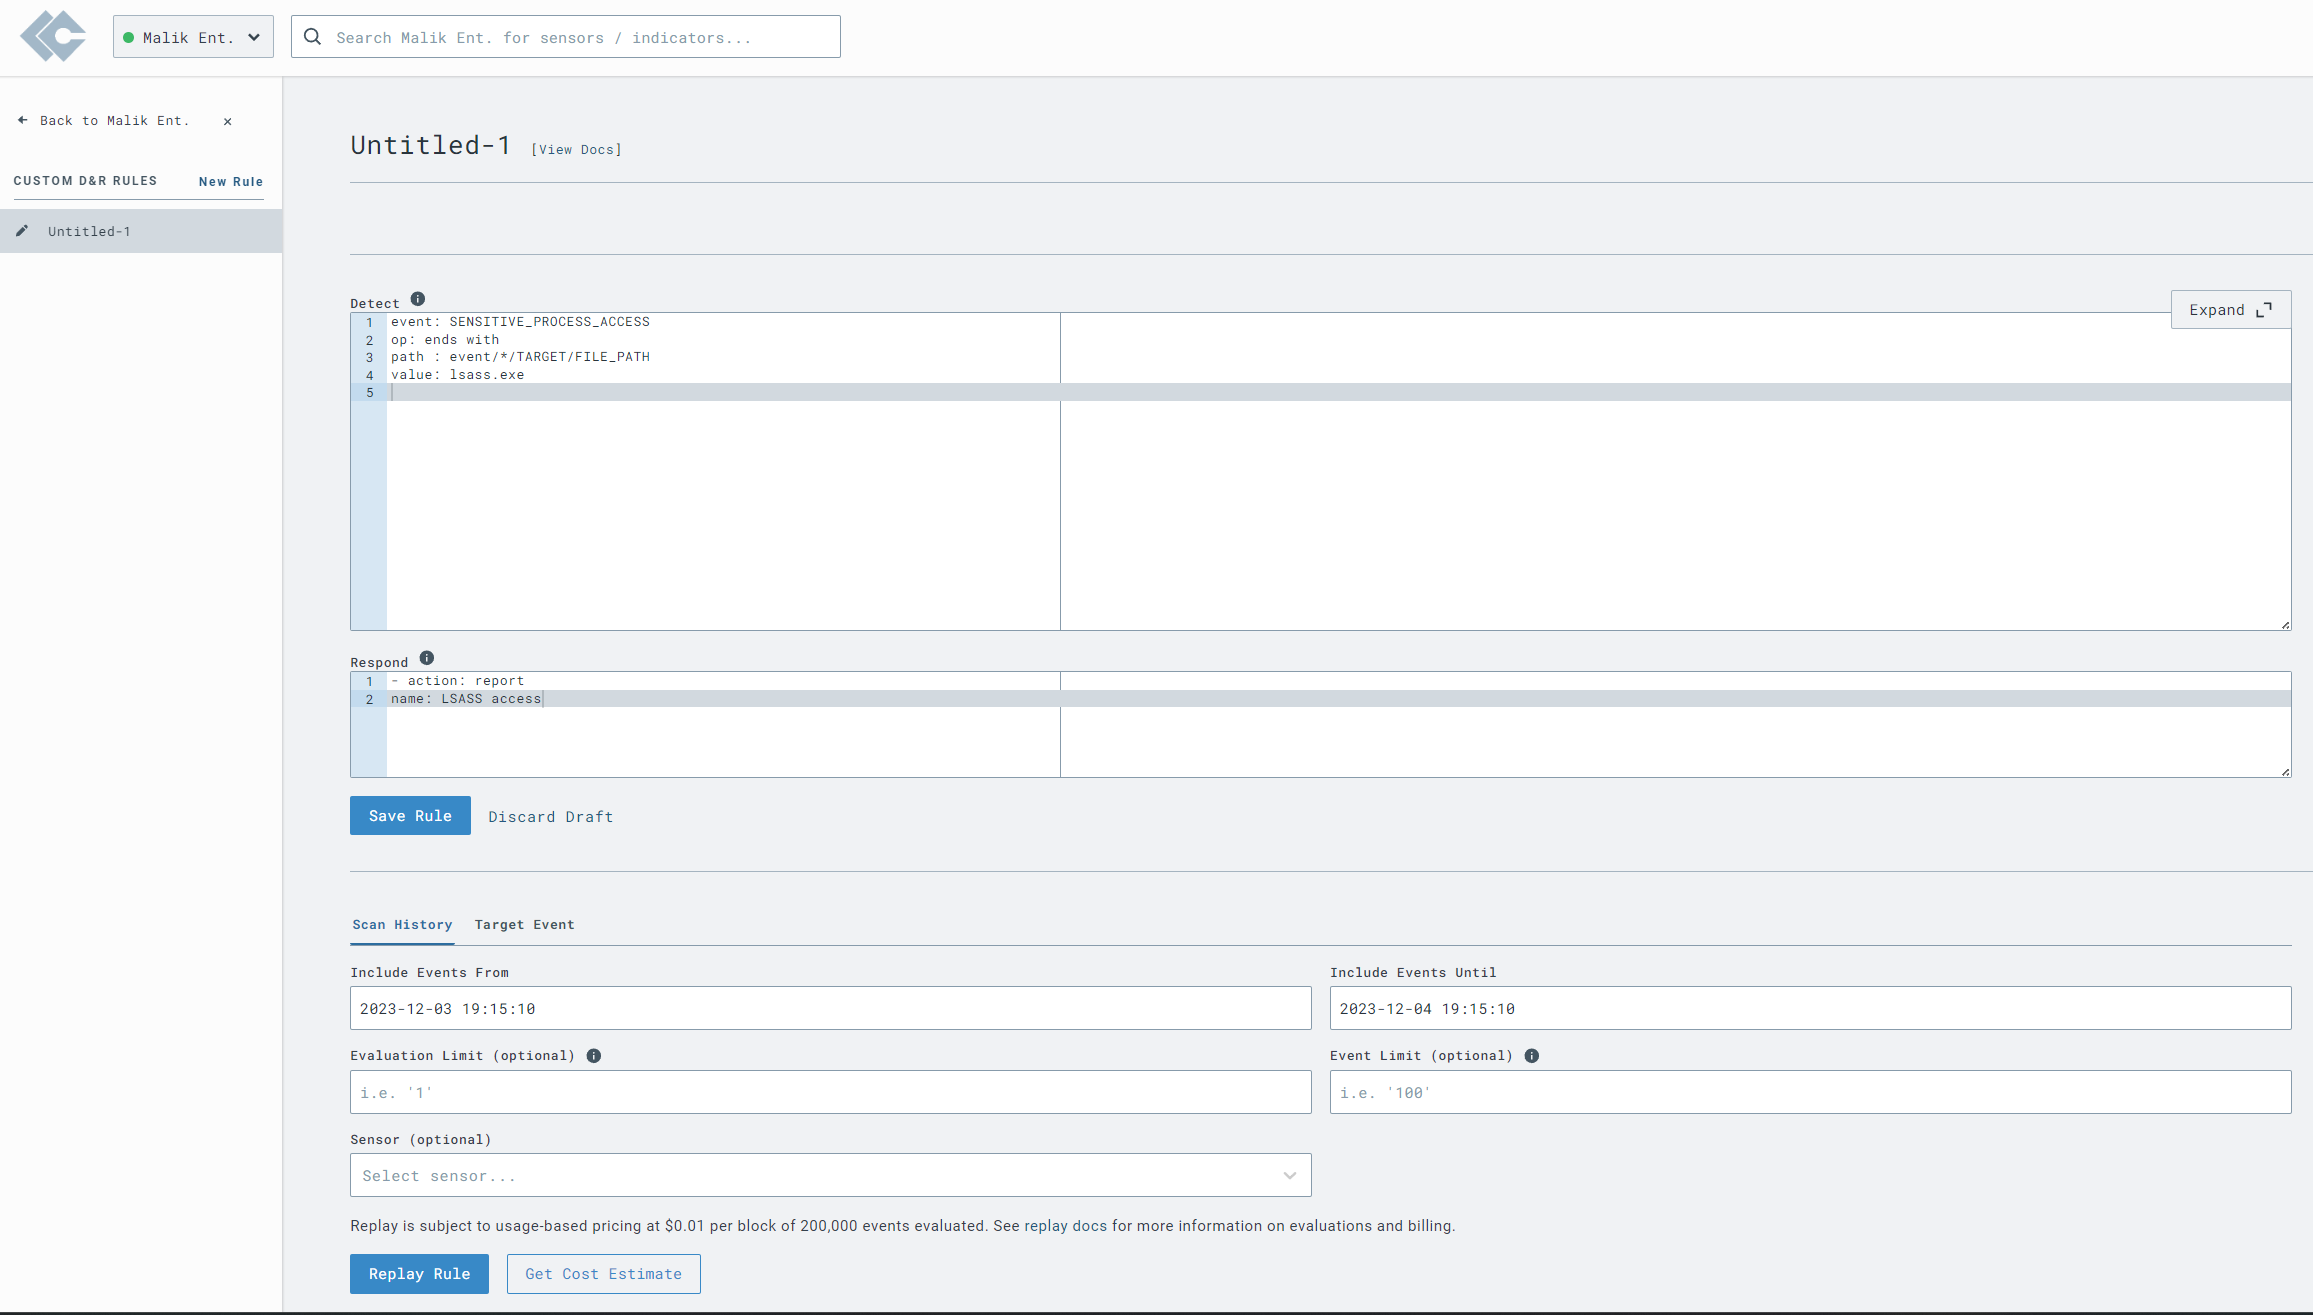 Malik Ent.
Search Malik Ent. for sensors / indicators...
Back to Malik Ent.
CUSTOM D&R RULES New Rule
Untitled-1
Untitled-1 [View Docs]
Detect
Expand
1 event: SENSITIVE_PROCESS_ACCESS
2 op: ends with
3 path : event/*/TARGET/FILE_PATH
4 value: lsass.exe
5
Respond
1 - action: report
2 name: LSASS access
Save Rule Discard Draft
Scan History Target Event
Include Events From Include Events Until
2023-12-03 19:15:10 2023-12-04 19:15:10
Evaluation Limit (optional) Event Limit (optional)
i.e. '1' i.e. '100'
Sensor (optional)
Select sensor...
Replay is subject to usage-based pricing at $0.01 per block of 200,000 events evaluated. See replay docs for more information on evaluations and billing.
Replay Rule Get Cost Estimate